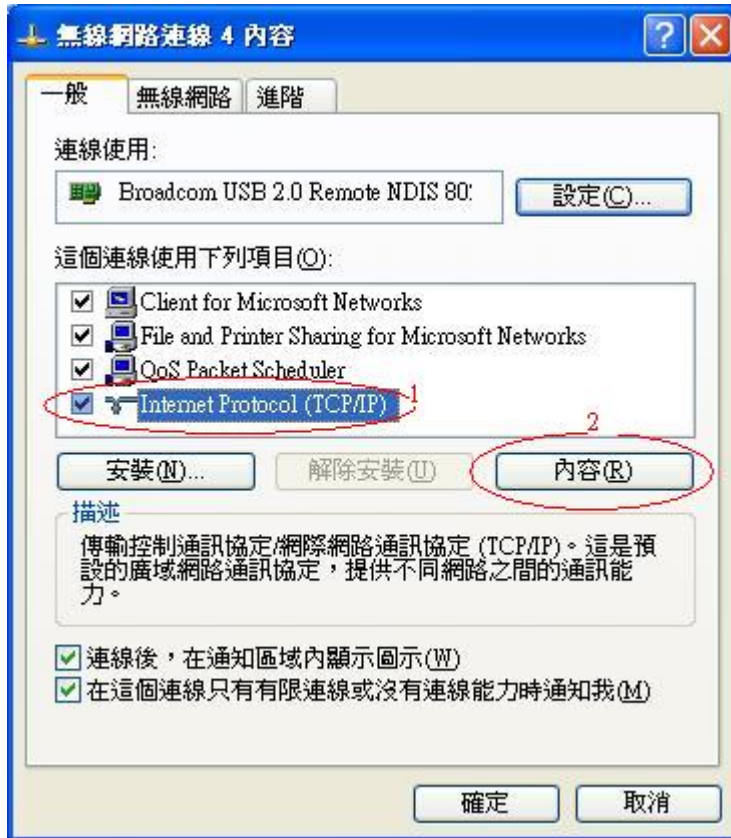 無線網路連線 4 內容
一般 無線網路 進階
連線使用:
Broadcom USB 2.0 Remote NDIS 80: 設定(C)...
這個連線使用下列項目(O):
Client for Microsoft Networks
File and Printer Sharing for Microsoft Networks
QoS Packet Scheduler
Internet Protocol (TCP/IP) 1
2
安裝(N)... 解除安裝(U) 內容(R)
描述
傳輸控制通訊協定/網際網路通訊協定 (TCP/IP)。這是預
設的廣域網路通訊協定，提供不同網路之間的通訊能
力。
連線後，在通知區域內顯示圖示(W)
在這個連線只有有限連線或沒有連線能力時通知我(M)
確定 取消